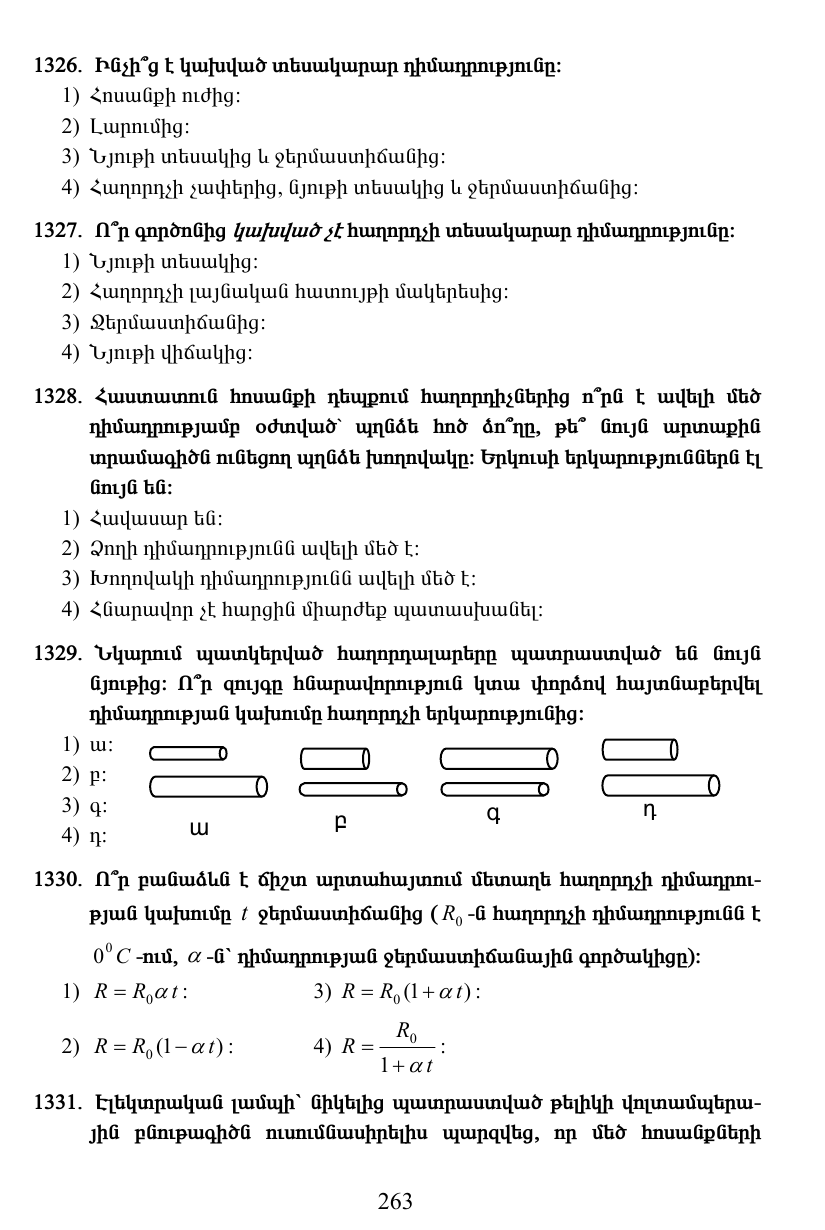 1326. Ինչի՞ց է կախված տեսակարար դիմադրությունը:
1) Հոսանքի ուժից:
2) Լարումից:
3) Նյութի տեսակից և ջերմաստիճանից:
4) Հաղորդչի չափերից, նյութի տեսակից և ջերմաստիճանից:
1327. Ո՞ր գործոնից կախված չէ հաղորդչի տեսակարար դիմադրությունը:
1) Նյութի տեսակից:
2) Հաղորդչի լայնական հատույթի մակերեսից:
3) Ջերմաստիճանից:
4) Նյութի վիճակից:
1328. Հաստատուն հոսանքի դեպքում հաղորդիչներից ո՞րն է ավելի մեծ
դիմադրությամբ օժտված` պղնձե հոծ ձո՞ղը, թե՞ նույն արտաքին
տրամագիծն ունեցող պղնձե խողովակը: Երկուսի երկարություններն էլ
նույն են:
1) Հավասար են:
2) Ձողի դիմադրությունն ավելի մեծ է:
3) Խողովակի դիմադրությունն ավելի մեծ է:
4) Հնարավոր չէ հարցին միարժեք պատասխանել:
1329. Նկարում պատկերված հաղորդալարերը պատրաստված են նույն
նյութից: Ո՞ր զույգը հնարավորություն կտա փորձով հայտնաբերվել
դիմադրության կախումը հաղորդչի երկարությունից:
1) ա:
2) բ:
3) գ:
4) դ:
ա բ գ դ
1330. Ո՞ր բանաձևն է ճիշտ արտահայտում մետաղե հաղորդչի դիմադրու-
թյան կախումը t ջերմաստիճանից ( R₀ -ն հաղորդչի դիմադրությունն է
0⁰ C -ում, α -ն` դիմադրության ջերմաստիճանային գործակիցը):
1) R = R₀α t : 3) R = R₀ (1 + α t) :
2) R = R₀ (1 − α t) : 4) R = R₀ / (1 + α t) :
1331. Էլեկտրական լամպի` նիկելից պատրաստված թելիկի վոլտամպերա-
յին բնութագիծն ուսումնասիրելիս պարզվեց, որ մեծ հոսանքների
263